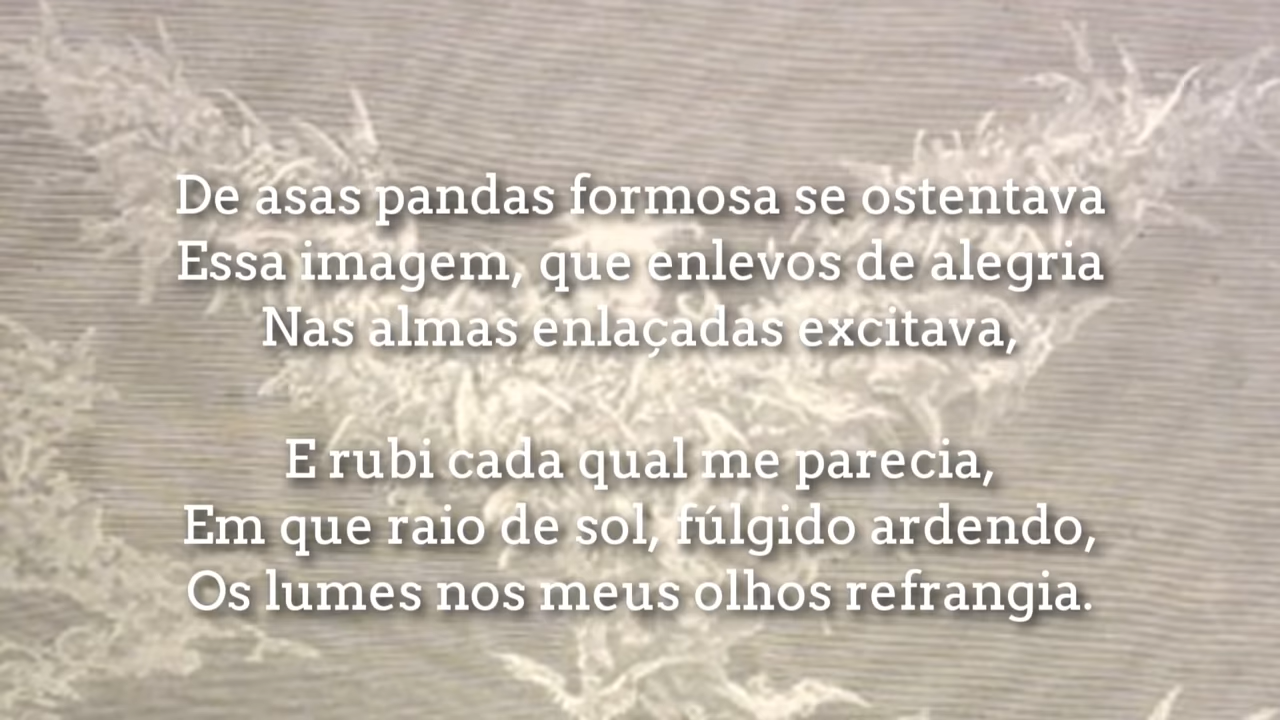 De asas pandas formosa se ostentava
Essa imagem, que enlevos de alegria
Nas almas enlaçadas excitava,
E rubi cada qual me parecia,
Em que raio de sol, fúlgido ardendo,
Os lumes nos meus olhos refrangia.